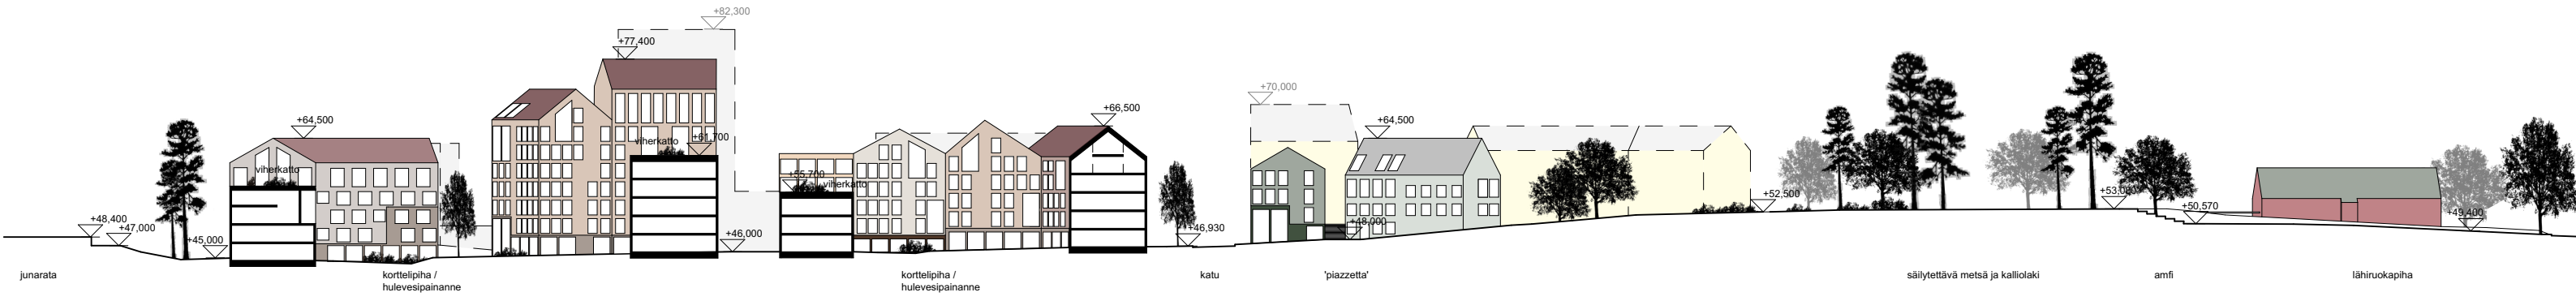 +82,300
+77,400
+70,000
+66,500
+64,500
+64,500
viherkatto
+61,700
viherkatto
+55,700
viherkatto
+52,500
+53,0
+50,570
+49,400
+48,400
+47,000
+45,000
+46,000
+46,930
+48,000
junarata
korttelipiha /
hulevesipainanne
korttelipiha /
hulevesipainanne
katu
'piazzetta'
säilytettävä metsä ja kalliolaki
amfi
lähiruokapiha